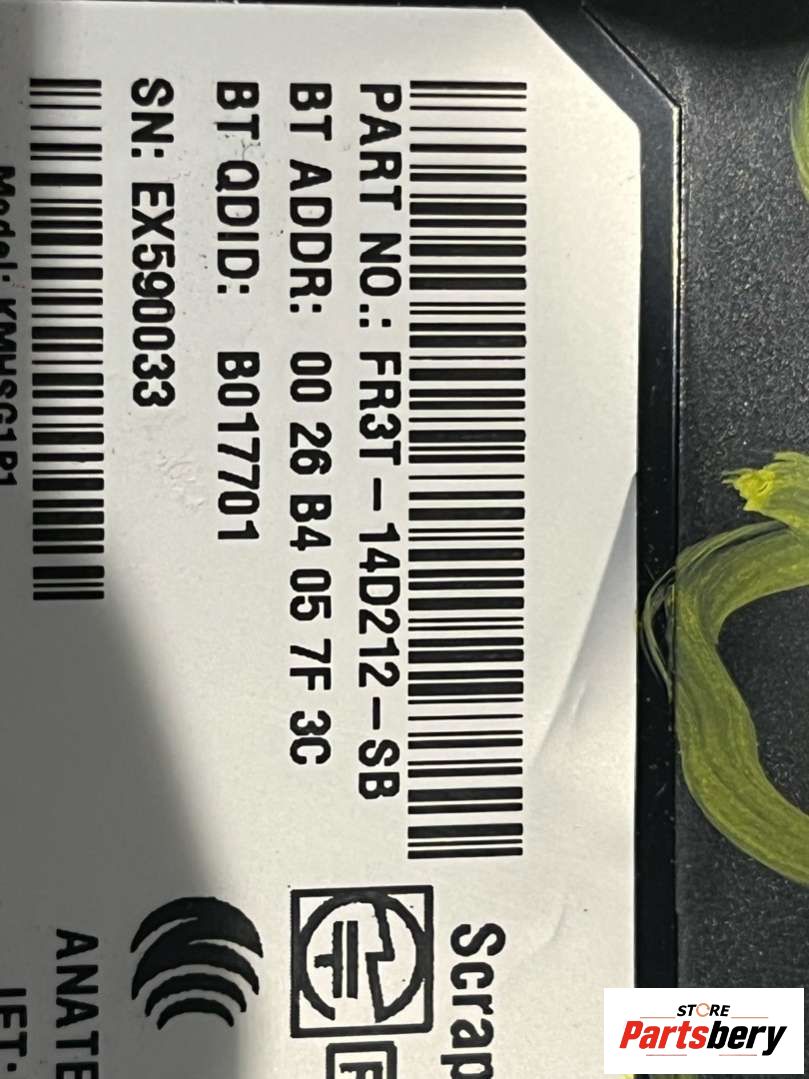 PART NO.: FR3T-14D212-SB
BT ADDR: 00 26 B4 05 7F 3C
BT QDID: B017701
SN: EX590033
Scrap
ANATE
STORE
Partsbery